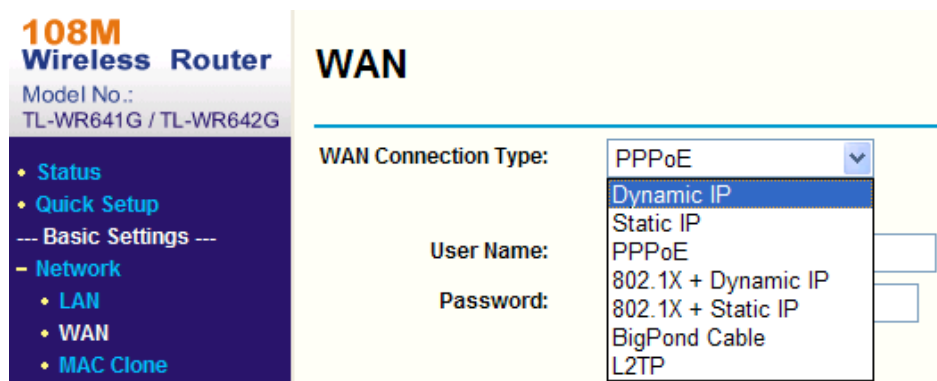 108M
Wireless Router
Model No.:
TL-WR641G / TL-WR642G
• Status
• Quick Setup
--- Basic Settings ---
– Network
• LAN
• WAN
• MAC Clone
WAN
WAN Connection Type:
PPPoE
Dynamic IP
Static IP
PPPoE
802.1X + Dynamic IP
802.1X + Static IP
BigPond Cable
L2TP
User Name:
Password: